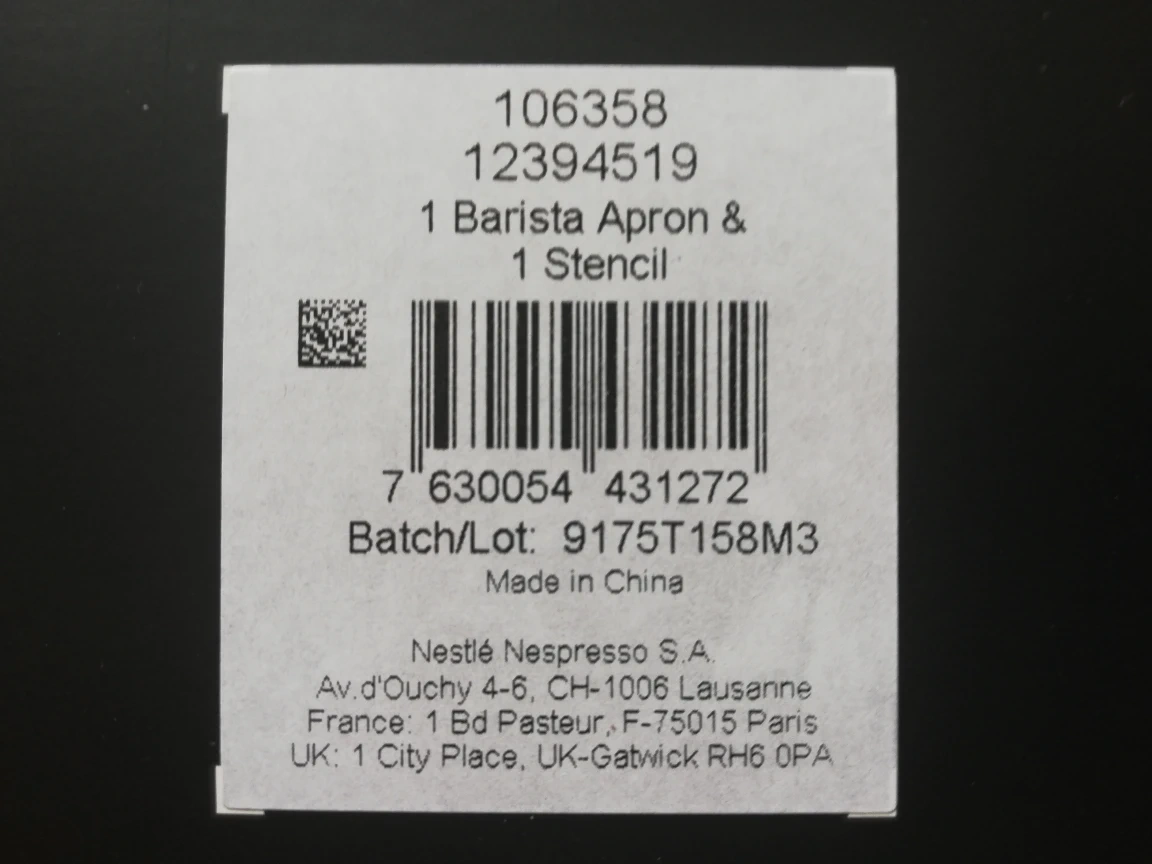 106358
12394519
1 Barista Apron &
1 Stencil
7 630054 431272
Batch/Lot: 9175T158M3
Made in China
Nestlé Nespresso S.A.
Av.d'Ouchy 4-6, CH-1006 Lausanne
France: 1 Bd Pasteur, F-75015 Paris
UK: 1 City Place, UK-Gatwick RH6 0PA